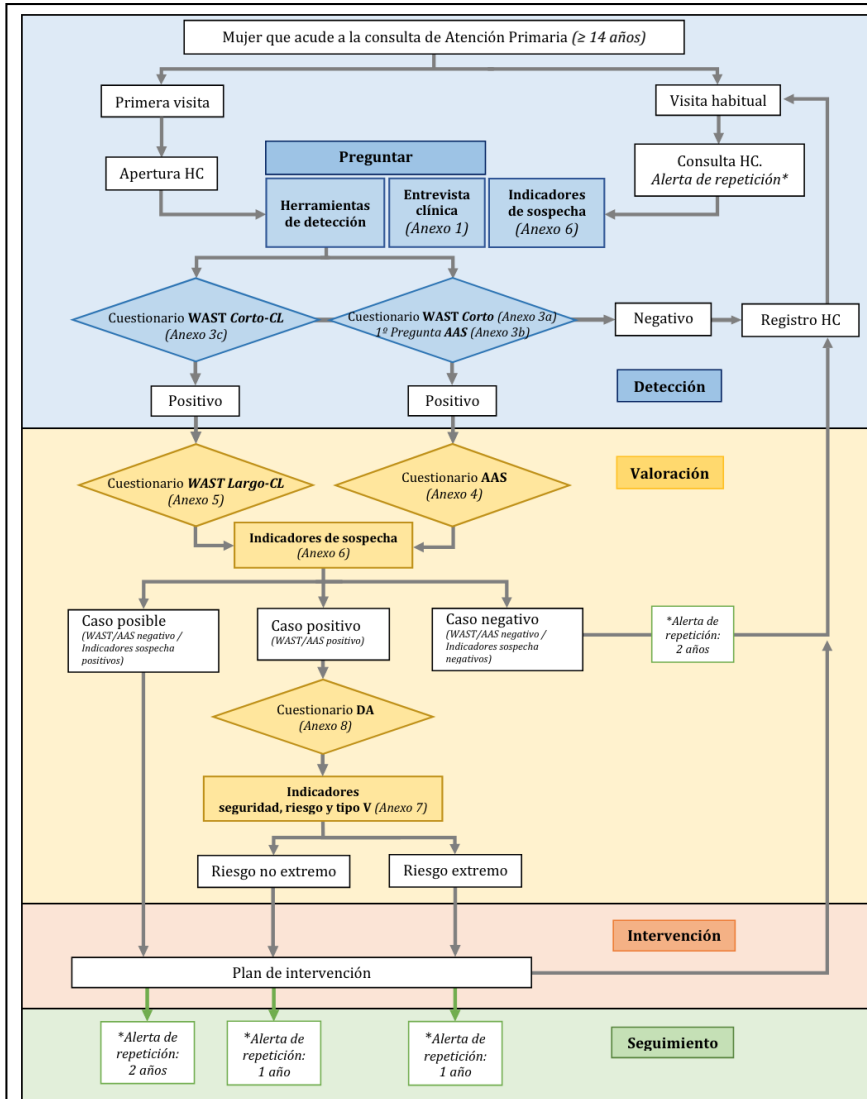 Mujer que acude a la consulta de Atención Primaria (≥ 14 años)
Primera visita
Visita habitual
Apertura HC
Preguntar
Consulta HC.
Alerta de repetición*
Herramientas
de detección
Entrevista
clínica
(Anexo 1)
Indicadores
de sospecha
(Anexo 6)
Cuestionario WAST Corto-CL
(Anexo 3c)
Cuestionario WAST Corto (Anexo 3a)
1º Pregunta AAS (Anexo 3b)
Negativo
Registro HC
Detección
Positivo
Positivo
Valoración
Cuestionario WAST Largo-CL
(Anexo 5)
Cuestionario AAS
(Anexo 4)
Indicadores de sospecha
(Anexo 6)
Caso posible
(WAST/AAS negativo /
Indicadores sospecha
positivos)
Caso positivo
(WAST/AAS positivo)
Caso negativo
(WAST/AAS negativo /
Indicadores sospecha
negativos)
*Alerta de
repetición:
2 años
Cuestionario DA
(Anexo 8)
Indicadores
seguridad, riesgo y tipo V (Anexo 7)
Riesgo no extremo
Riesgo extremo
Intervención
Plan de intervención
Seguimiento
*Alerta de
repetición:
2 años
*Alerta de
repetición:
1 año
*Alerta de
repetición:
1 año